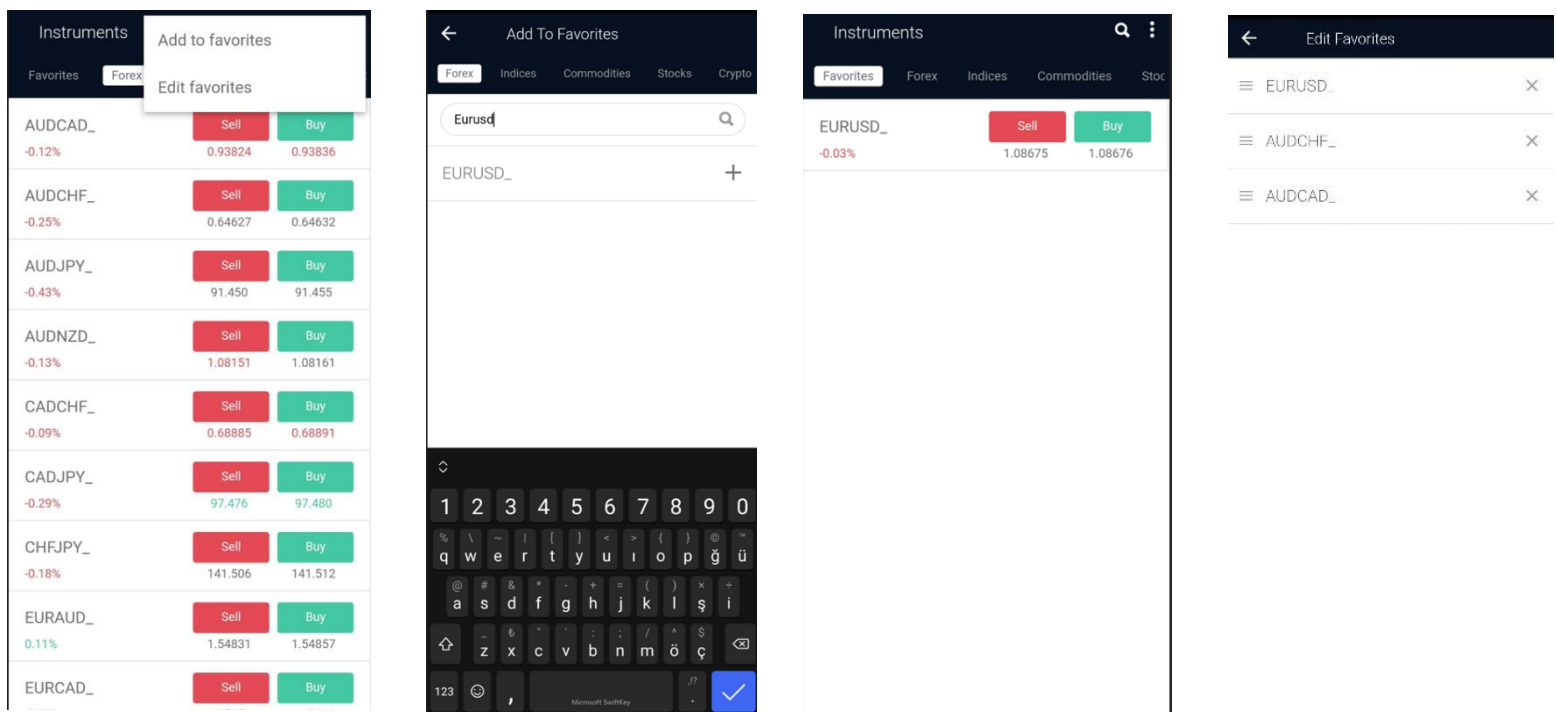 Instruments
Add to favorites
Favorites Forex
Edit favorites
AUDCAD_ Sell Buy
-0.12% 0.93824 0.93836
AUDCHF_ Sell Buy
-0.25% 0.64627 0.64632
AUDJPY_ Sell Buy
-0.43% 91.450 91.455
AUDNZD_ Sell Buy
-0.13% 1.08151 1.08161
CADCHF_ Sell Buy
-0.09% 0.68885 0.68891
CADJPY_ Sell Buy
-0.29% 97.476 97.480
CHFJPY_ Sell Buy
-0.18% 141.506 141.512
EURAUD_ Sell Buy
0.11% 1.54831 1.54857
EURCAD_ Sell Buy
Add To Favorites
Forex Indices Commodities Stocks Crypto
Eurusd
EURUSD_
1 2 3 4 5 6 7 8 9 0
% \ ~ | [ ] < > { } © ™
q w e r t y u ı o p ğ ü
@ # & * - + = ( ) × ÷
a s d f g h j k l ş i
_ ₺ " ' : ; / ^ $
z x c v b n m ö ç
123 , Microsoft SwiftKey .,!?
Instruments
Favorites Forex Indices Commodities Stoc
EURUSD_ Sell Buy
-0.03% 1.08675 1.08676
Edit Favorites
EURUSD_
AUDCHF_
AUDCAD_